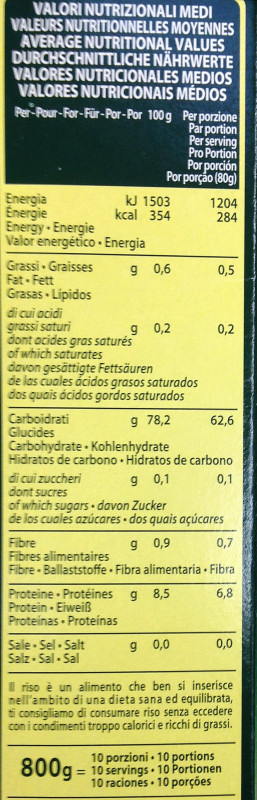 VALORI NUTRIZIONALI MEDI
VALEURS NUTRITIONNELLES MOYENNES
AVERAGE NUTRITIONAL VALUES
DURCHSCHNITTLICHE NÄHRWERTE
VALORES NUTRICIONALES MEDIOS
VALORES NUTRICIONAIS MÉDIOS
Per - Pour - For - Für - Por - Por 100 g Per porzione
Par portion
Per serving
Pro Portion
Por porción
Por porção (80g)
Energia kJ 1503 1204
Énergie kcal 354 284
Energy • Energie
Valor energético • Energia
Grassi • Graisses g 0,6 0,5
Fat • Fett
Grasas • Lípidos
di cui acidi
grassi saturi g 0,2 0,2
dont acides gras saturés
of which saturates
davon gesättigte Fettsäuren
de las cuales ácidos grasos saturados
dos quais ácidos gordos saturados
Carboidrati g 78,2 62,6
Glucides
Carbohydrate • Kohlenhydrate
Hidratos de carbono • Hidratos de carbono
di cui zuccheri g 0,1 0,1
dont sucres
of which sugars • davon Zucker
de los cuales azúcares • dos quais açúcares
Fibre g 0,9 0,7
Fibres alimentaires
Fibre • Ballaststoffe • Fibra alimentaria • Fibra
Proteine • Protéines g 8,5 6,8
Protein • Eiweiß
Proteinas • Proteínas
Sale • Sel • Salt g 0,0 0,0
Salz • Sal • Sal
Il riso è un alimento che ben si inserisce
nell'ambito di una dieta sana ed equilibrata,
ti consigliamo di consumare riso senza eccedere
con i condimenti troppo calorici e ricchi di grassi.
800g = 10 porzioni • 10 portions
10 servings • 10 Portionen
10 raciones • 10 porções